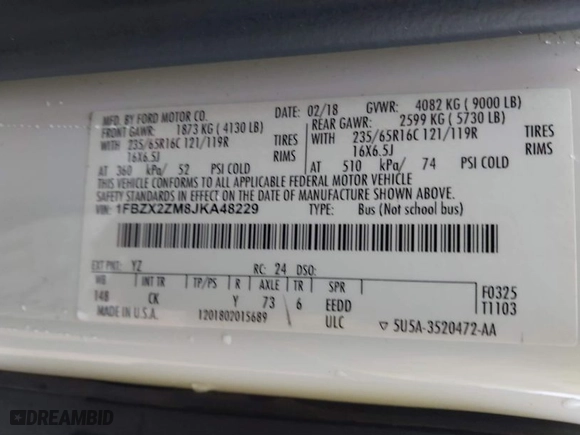 MFD. BY FORD MOTOR CO. DATE: 02/18 GVWR: 4082 KG ( 9000 LB)
FRONT GAWR: 1873 KG ( 4130 LB) REAR GAWR: 2599 KG ( 5730 LB)
WITH 235/65R16C 121/119R TIRES WITH 235/65R16C 121/119R TIRES
16X6.5J RIMS 16X6.5J RIMS
AT 360 kPa/ 52 PSI COLD AT 510 kPa/ 74 PSI COLD
THIS VEHICLE CONFORMS TO ALL APPLICABLE FEDERAL MOTOR VEHICLE
SAFETY STANDARDS IN EFFECT ON THE DATE OF MANUFACTURE SHOWN ABOVE.
VIN: 1FBZX2ZM8JKA48229 TYPE: Bus (Not school bus)
EXT PNT: YZ RC: 24 DSO:
WB INT TR TP/PS R AXLE TR SPR F0325
148 CK Y 73 6 EEDD T1103
MADE IN U.S.A. 1201802015689 ULC ▽ 5U5A-3520472-AA
DREAMBID